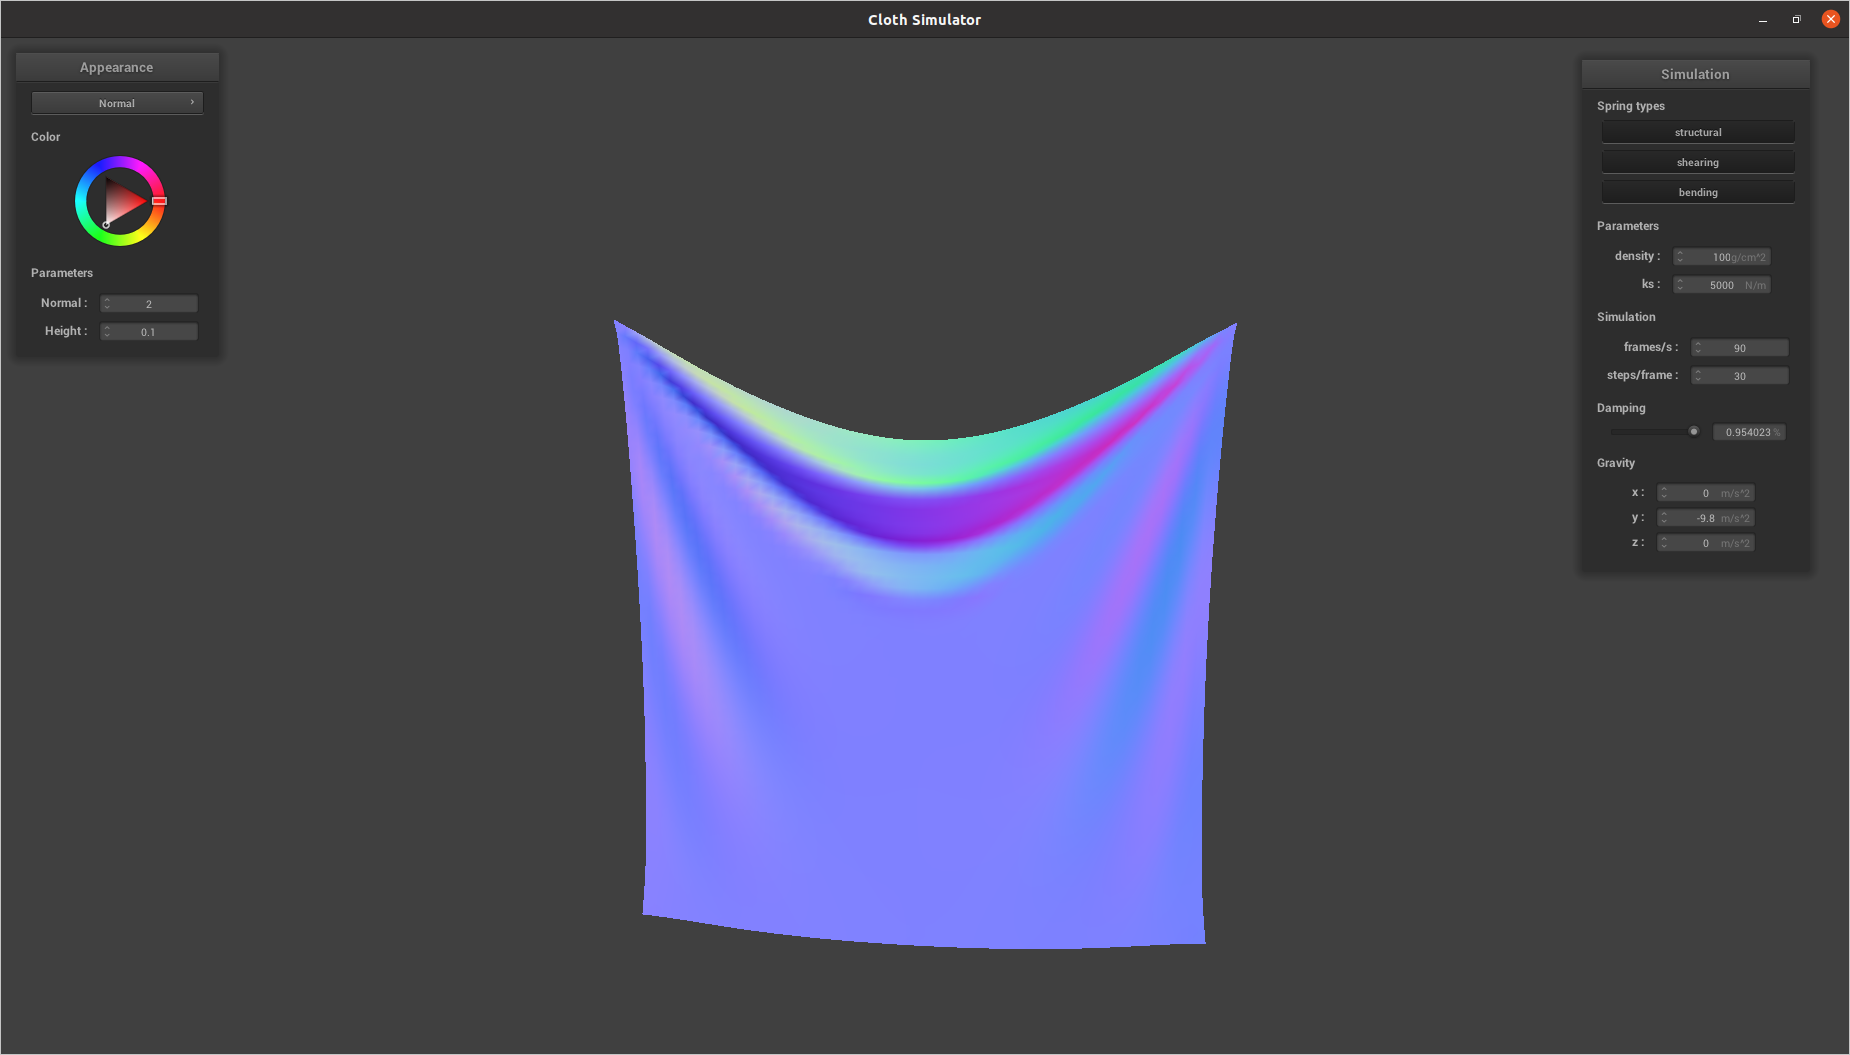 Cloth Simulator
Appearance
Normal
Color
Parameters
Normal : 2
Height : 0.1
Simulation
Spring types
structural
shearing
bending
Parameters
density : 100g/cm^2
ks : 5000 N/m
Simulation
frames/s : 90
steps/frame : 30
Damping
0.954023 %
Gravity
x : 0 m/s^2
y : -9.8 m/s^2
z : 0 m/s^2